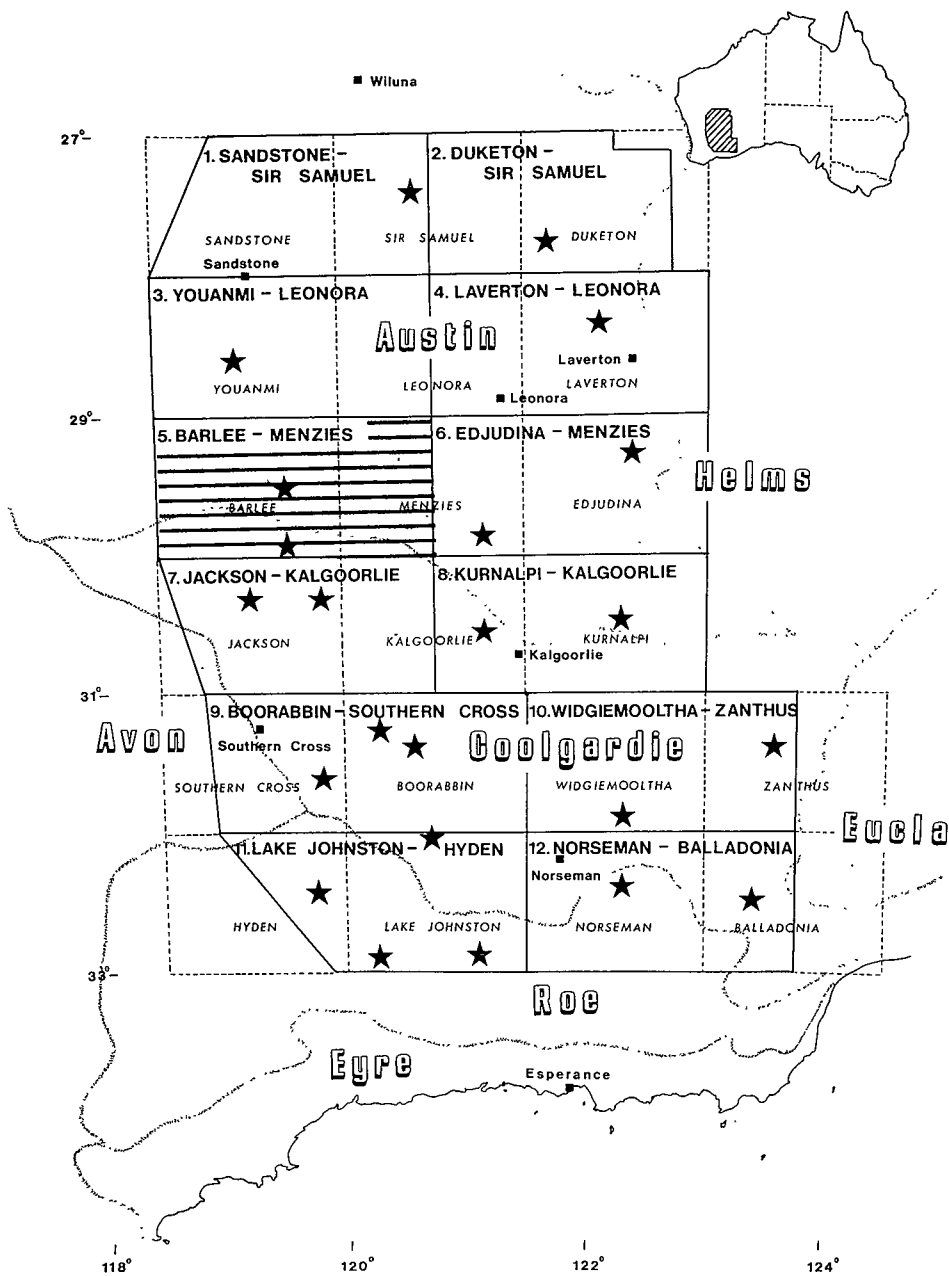 Wiluna
27°
1. SANDSTONE –
SIR SAMUEL
2. DUKETON –
SIR SAMUEL
SANDSTONE
SIR SAMUEL
DUKETON
Sandstone
3. YOUANMI – LEONORA
4. LAVERTON – LEONORA
Austin
Laverton
YOUANMI
LEONORA
LAVERTON
Leonora
29°
5. BARLEE – MENZIES
6. EDJUDINA – MENZIES
Helms
BARLEE
MENZIES
EDJUDINA
7. JACKSON – KALGOORLIE
8. KURNALPI – KALGOORLIE
JACKSON
KALGOORLIE
KURNALPI
Kalgoorlie
31°
9. BOORABBIN – SOUTHERN CROSS
10. WIDGIEMOOLTHA – ZANTHUS
Avon
Southern Cross
Coolgardie
SOUTHERN CROSS
BOORABBIN
WIDGIEMOOLTHA
ZANTHUS
Eucla
11. LAKE JOHNSTON – HYDEN
12. NORSEMAN – BALLADONIA
Norseman
HYDEN
LAKE JOHNSTON
NORSEMAN
BALLADONIA
33°
Roe
Eyre
Esperance
118°
120°
122°
124°